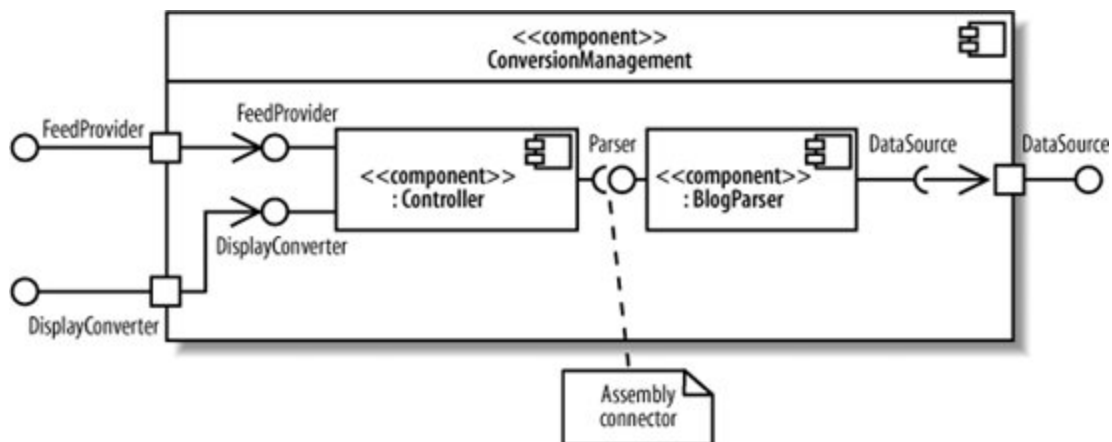 <<component>>
ConversionManagement
FeedProvider
FeedProvider
Parser
DataSource
DataSource
<<component>>
: Controller
<<component>>
: BlogParser
DisplayConverter
DisplayConverter
Assembly
connector